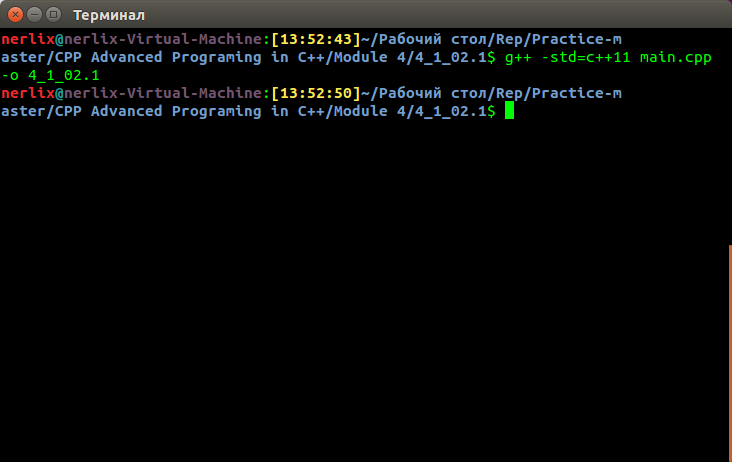 Терминал
nerlix@nerlix-Virtual-Machine:[13:52:43]~/Рабочий стол/Rep/Practice-m
aster/CPP Advanced Programing in C++/Module 4/4_1_02.1$ g++ -std=c++11 main.cpp
-o 4_1_02.1
nerlix@nerlix-Virtual-Machine:[13:52:50]~/Рабочий стол/Rep/Practice-m
aster/CPP Advanced Programing in C++/Module 4/4_1_02.1$